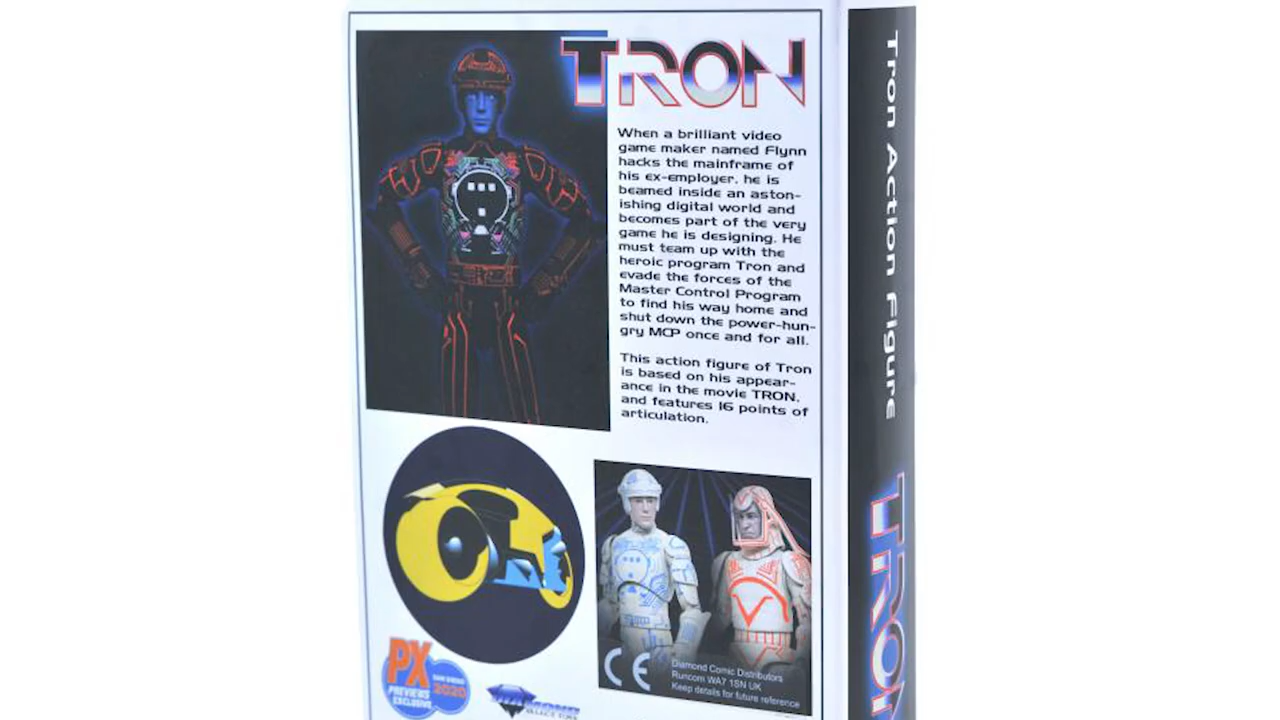 TRON
When a brilliant video
game maker named Flynn
hacks the mainframe of
his ex-employer, he is
beamed inside an aston-
ishing digital world and
becomes part of the very
game he is designing. He
must team up with the
heroic program Tron and
evade the forces of the
Master Control Program
to find his way home and
shut down the power-hun-
gry MCP once and for all.
This action figure of Tron
is based on his appear-
ance in the movie TRON,
and features 16 points of
articulation.
CE
Diamond Comic Distributors
Runcorn WA7 1SN UK
Keep details for future reference
PX
PREVIEWS
EXCLUSIVE
SAN DIEGO
2020
DIAMOND
SELECT TOYS
Tron Action Figure
TRON